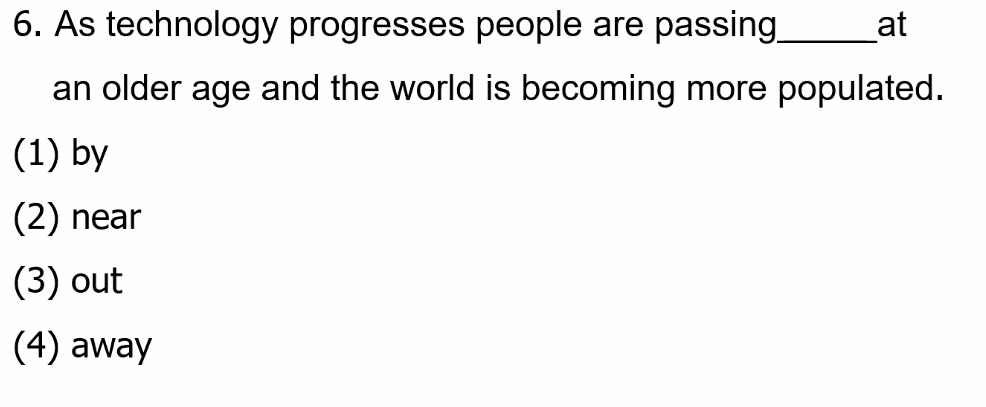 6. As technology progresses people are passing_____at
an older age and the world is becoming more populated.
(1) by
(2) near
(3) out
(4) away